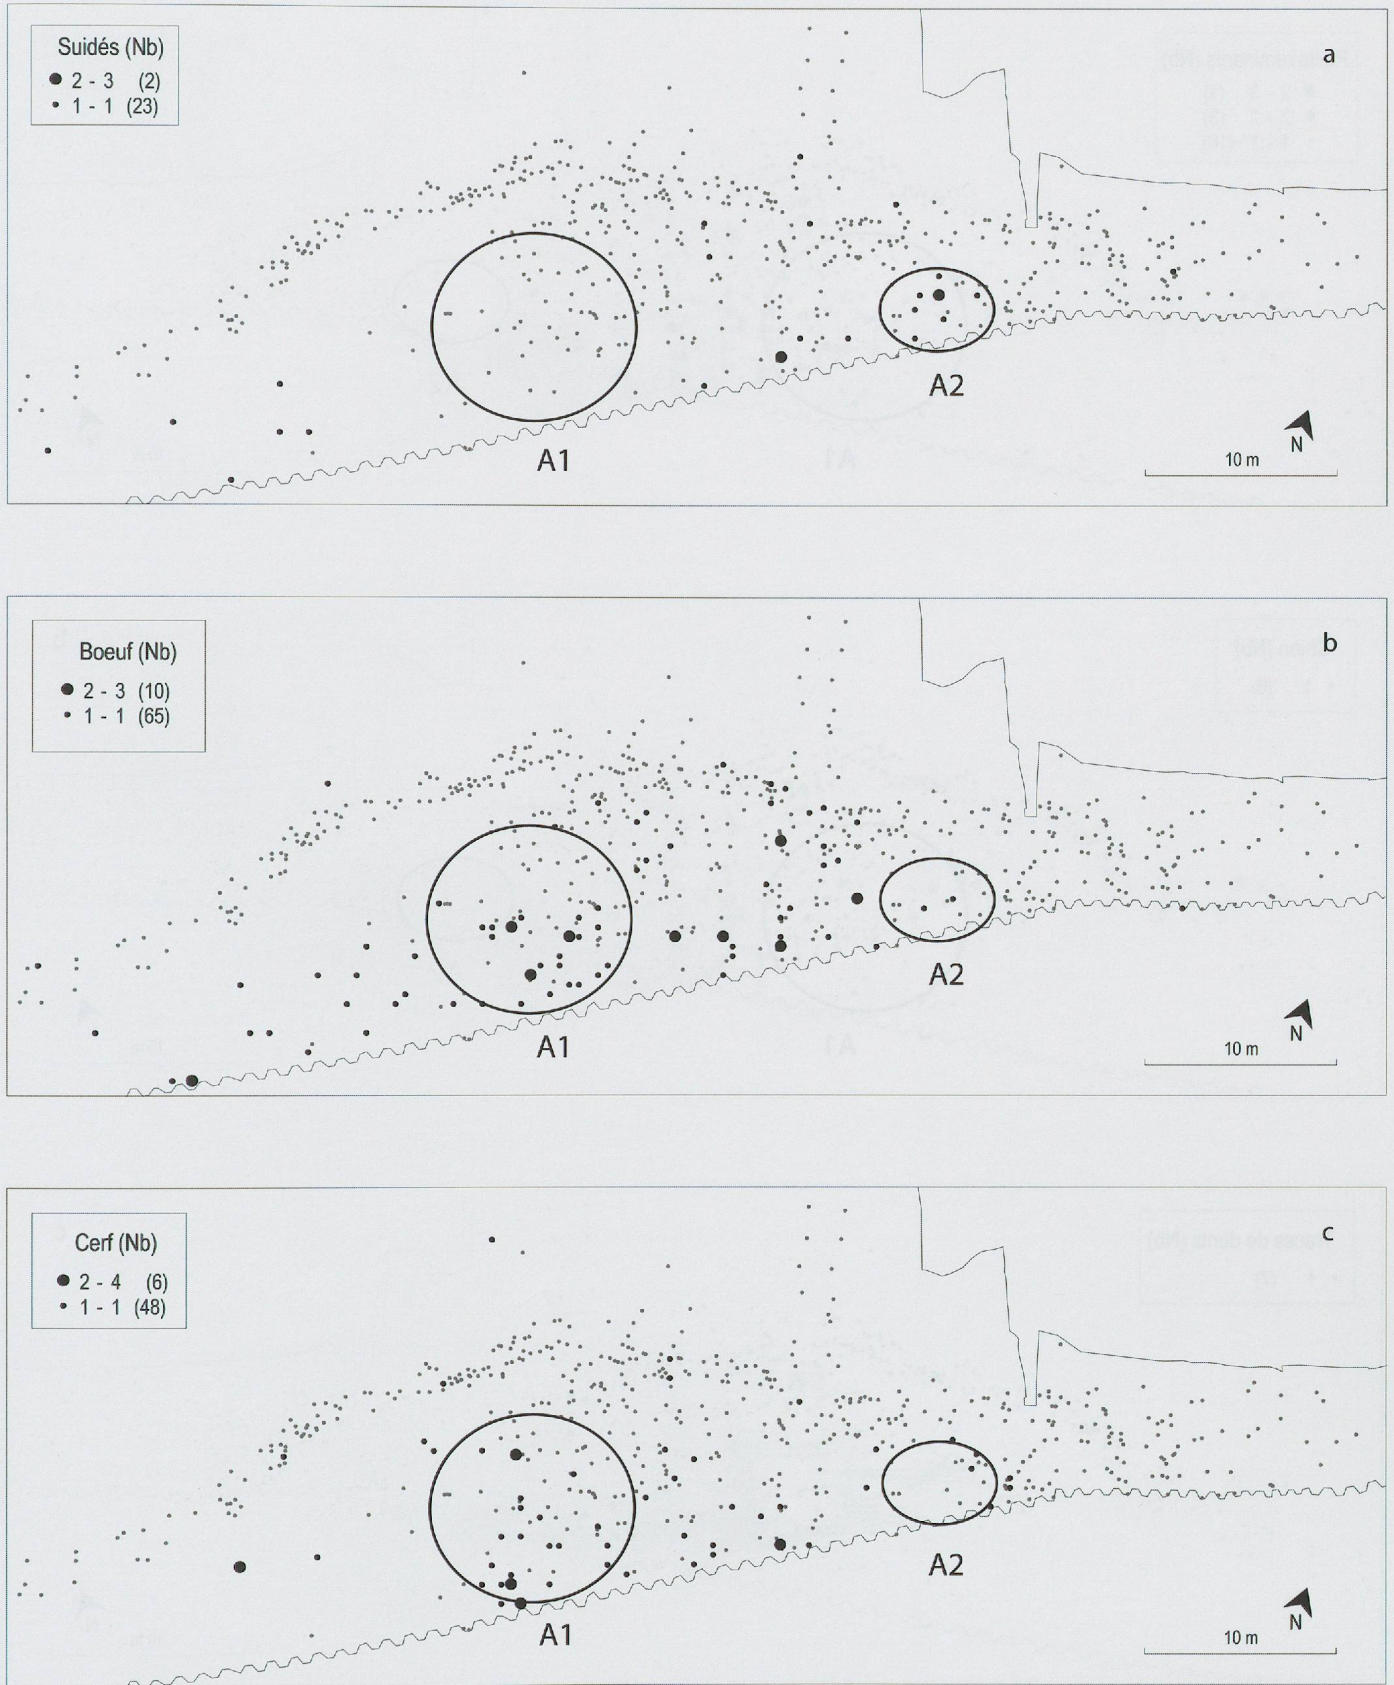 Suidés (Nb)
2 - 3 (2)
1 - 1 (23)
a
A1
A2
N
10 m
Boeuf (Nb)
2 - 3 (10)
1 - 1 (65)
b
A1
A2
N
10 m
Cerf (Nb)
2 - 4 (6)
1 - 1 (48)
c
A1
A2
N
10 m